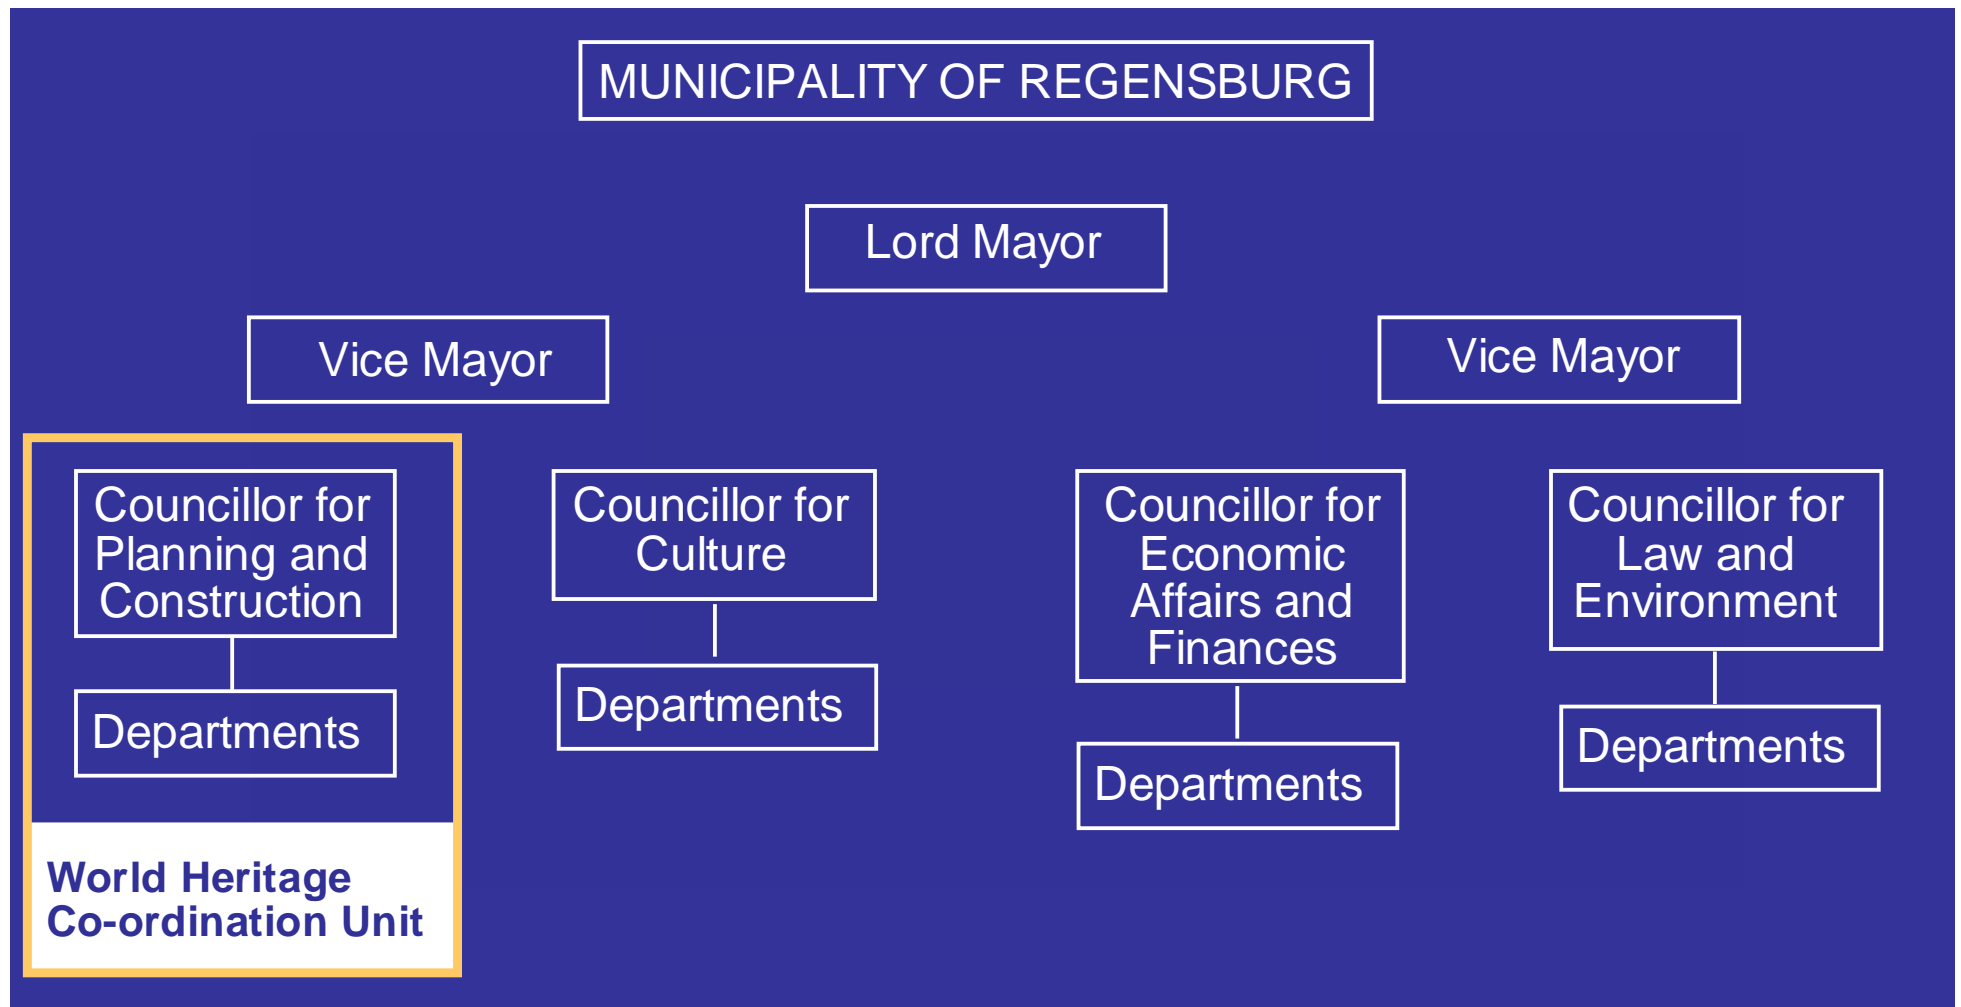 MUNICIPALITY OF REGENSBURG
Lord Mayor
Vice Mayor
Vice Mayor
Councillor for
Planning and
Construction
Departments
World Heritage
Co-ordination Unit
Councillor for
Culture
Departments
Councillor for
Economic
Affairs and
Finances
Departments
Councillor for
Law and
Environment
Departments